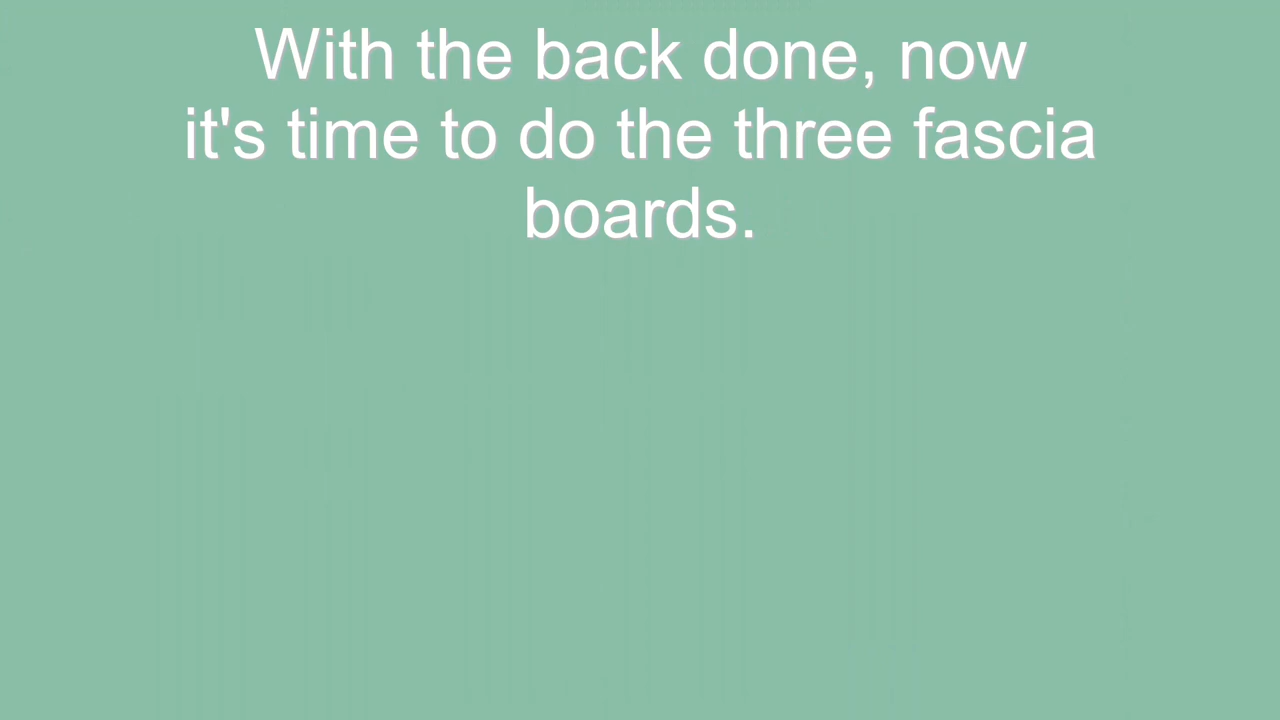 With the back done, now
it's time to do the three fascia
boards.